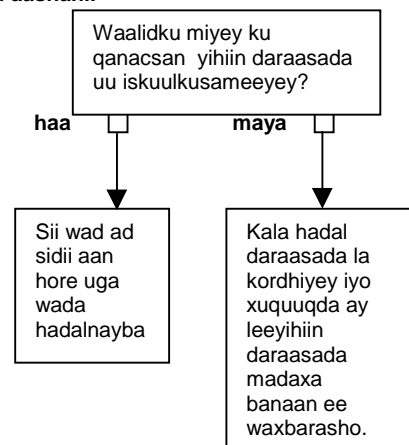 Waalidku miyey ku
qanacsan yihiin daraasada
uu iskuulkusameeyey?
haa
maya
Sii wad ad
sidii aan
hore uga
wada
hadalnayba
Kala hadal
daraasada la
kordhiyey iyo
xuquuqda ay
leeyihiin
daraasada
madaxa
banaan ee
waxbarasho.